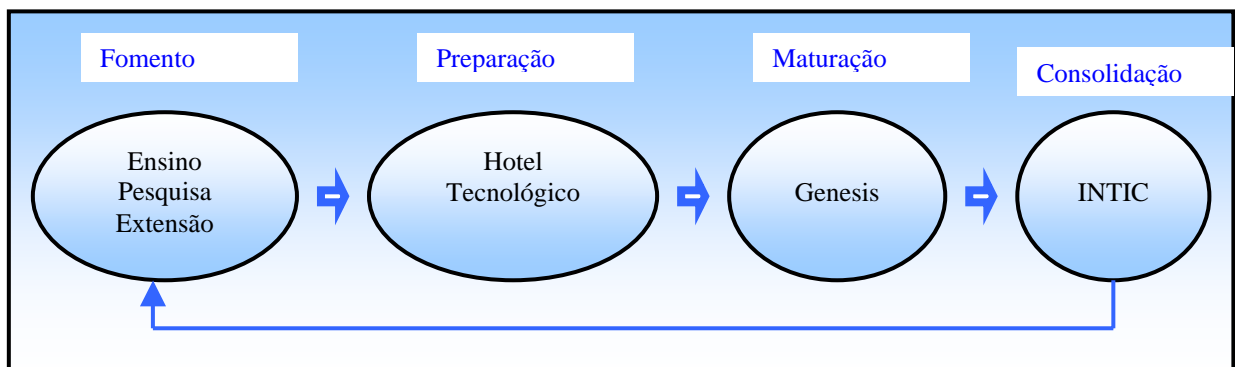 Fomento
Preparação
Maturação
Consolidação
Ensino
Pesquisa
Extensão
Hotel
Tecnológico
Genesis
INTIC